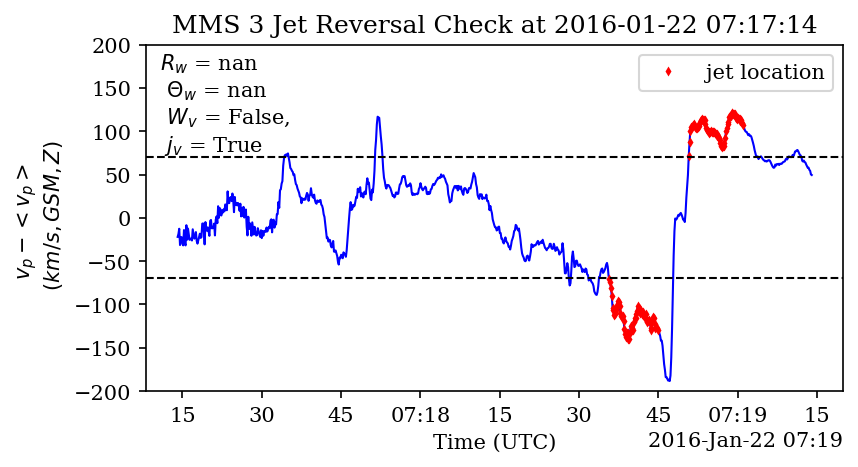 MMS 3 Jet Reversal Check at 2016-01-22 07:17:14
R_w = nan
Θ_w = nan
W_v = False,
j_v = True
jet location
200
150
100
50
0
−50
−100
−150
−200
v_p − < v_p >
(km/s, GSM, Z)
15 30 45 07:18 15 30 45 07:19 15
Time (UTC)
2016-Jan-22 07:19